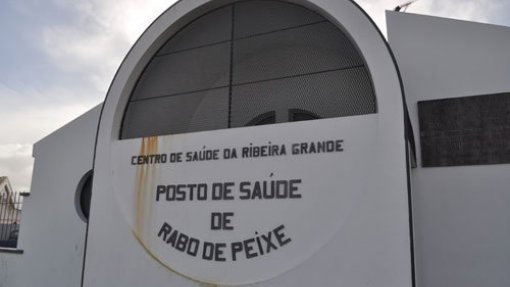 CENTRO DE SAÚDE DA RIBEIRA GRANDE
POSTO DE SAÚDE
DE
RABO DE PEIXE